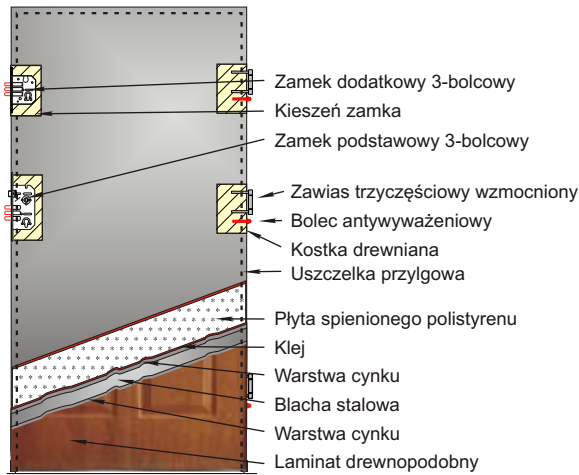 Zamek dodatkowy 3-bolcowy
Kieszeń zamka
Zamek podstawowy 3-bolcowy
Zawias trzyczęściowy wzmocniony
Bolec antywyważeniowy
Kostka drewniana
Uszczelka przylgowa
Płyta spienionego polistyrenu
Klej
Warstwa cynku
Blacha stalowa
Warstwa cynku
Laminat drewnopodobny